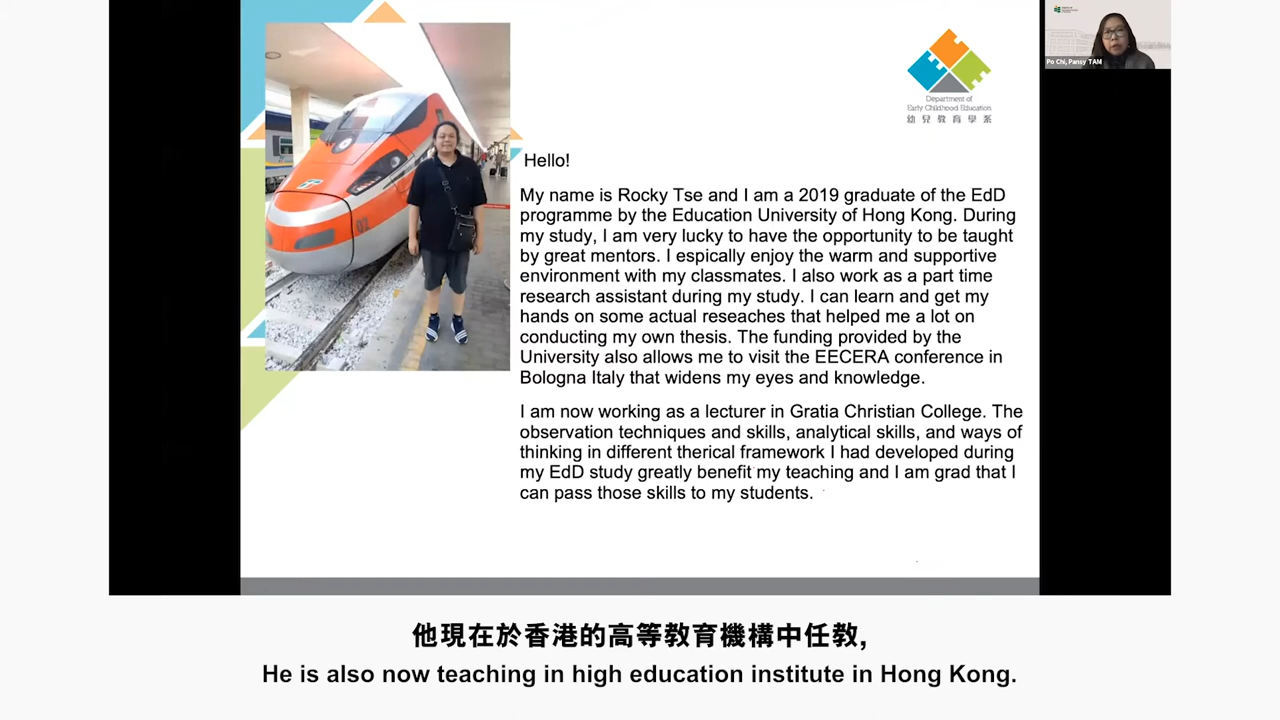 Po Chi, Pansy TAM
Department of
Early Childhood Education
幼兒教育學系
Hello!
My name is Rocky Tse and I am a 2019 graduate of the EdD
programme by the Education University of Hong Kong. During
my study, I am very lucky to have the opportunity to be taught
by great mentors. I espically enjoy the warm and supportive
environment with my classmates. I also work as a part time
research assistant during my study. I can learn and get my
hands on some actual reseaches that helped me a lot on
conducting my own thesis. The funding provided by the
University also allows me to visit the EECERA conference in
Bologna Italy that widens my eyes and knowledge.
I am now working as a lecturer in Gratia Christian College. The
observation techniques and skills, analytical skills, and ways of
thinking in different therical framework I had developed during
my EdD study greatly benefit my teaching and I am grad that I
can pass those skills to my students.
他現在於香港的高等教育機構中任教,
He is also now teaching in high education institute in Hong Kong.